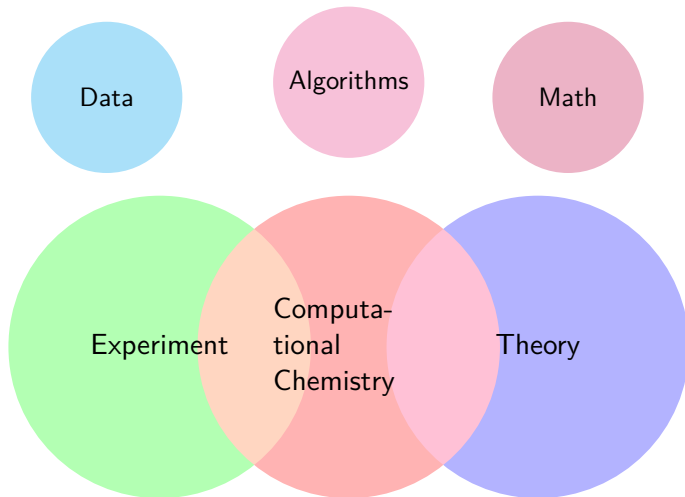 Data
Algorithms
Math
Experiment
Computa-
tional
Chemistry
Theory